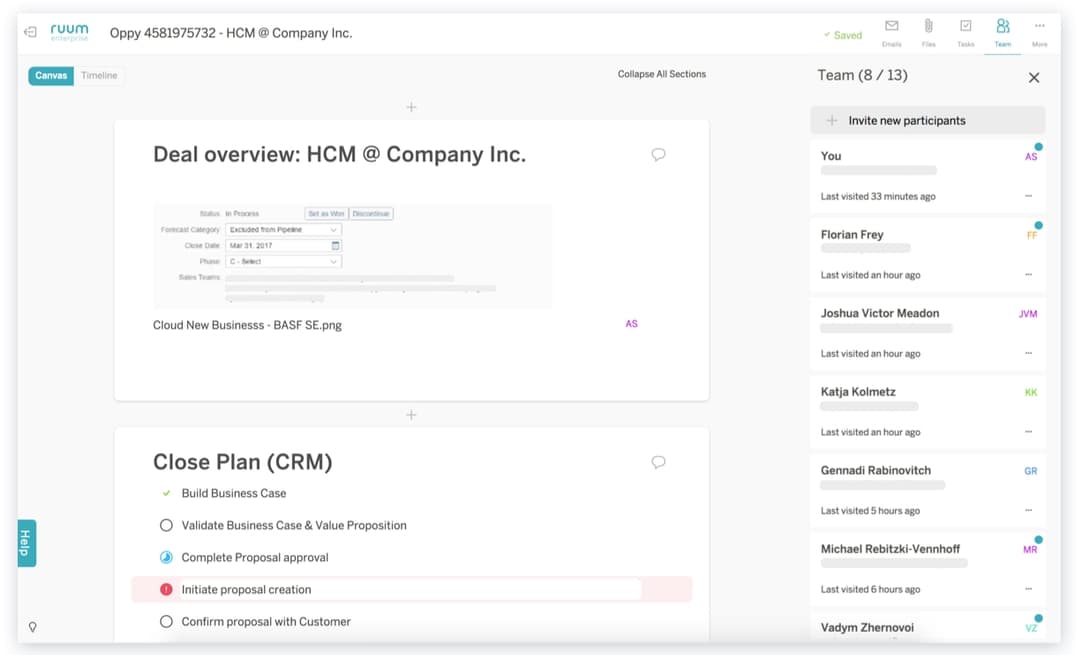 ruum
enterprise
Oppy 4581975732 - HCM @ Company Inc.
Saved
Emails
Files
Tasks
Team
More
Canvas
Timeline
Collapse All Sections
Deal overview: HCM @ Company Inc.
Status In Process
Set as Won
Discontinue
Forecast Category Excluded from Pipeline
Close Date Mar 31, 2017
Phase C - Select
Sales Teams
Cloud New Businesss - BASF SE.png
AS
Close Plan (CRM)
Build Business Case
Validate Business Case & Value Proposition
Complete Proposal approval
Initiate proposal creation
Confirm proposal with Customer
Help
Team (8 / 13)
Invite new participants
You
AS
Last visited 33 minutes ago
Florian Frey
FF
Last visited an hour ago
Joshua Victor Meadon
JVM
Last visited an hour ago
Katja Kolmetz
KK
Last visited an hour ago
Gennadi Rabinovitch
GR
Last visited 5 hours ago
Michael Rebitzki-Vennhoff
MR
Last visited 6 hours ago
Vadym Zhernovoi
VZ